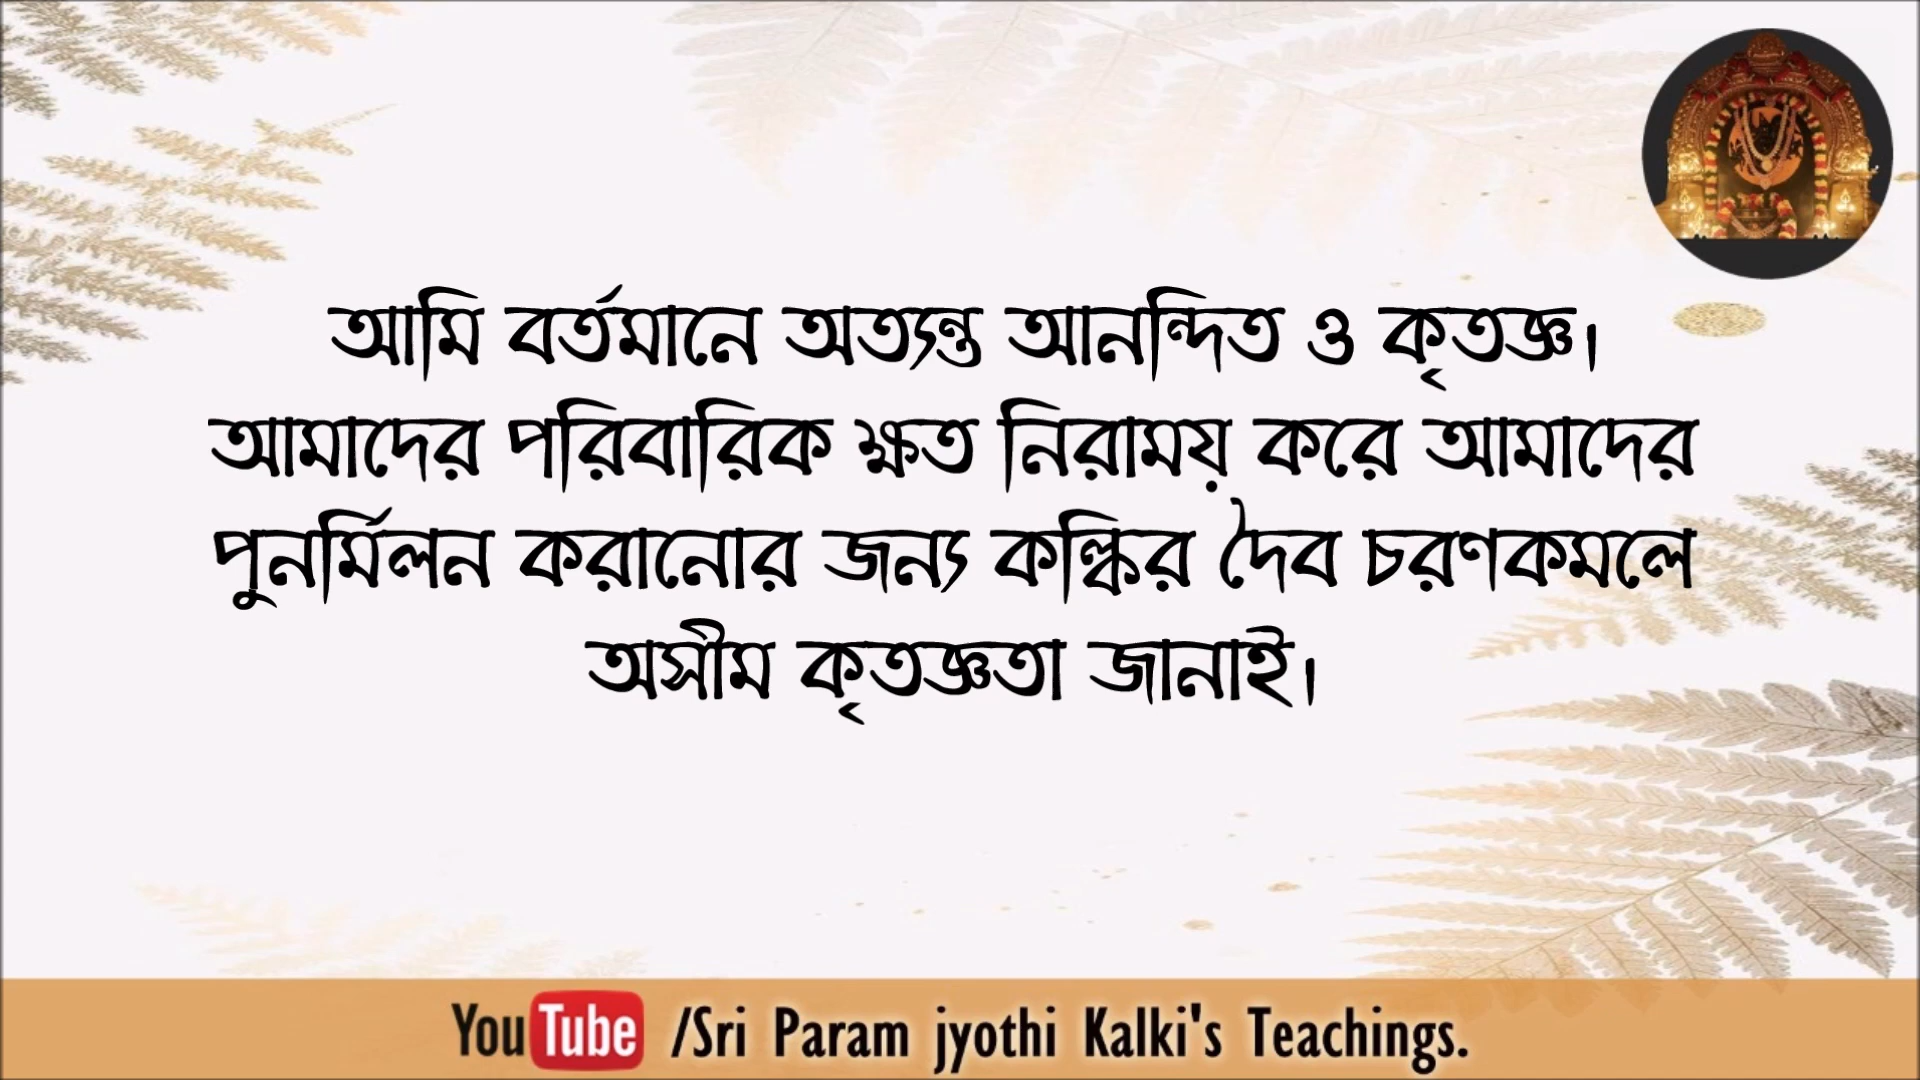 আমি বর্তমানে অত্যন্ত আনন্দিত ও কৃতজ্ঞ।
আমাদের পরিবারিক ক্ষত নিরাময় করে আমাদের
পুনর্মিলন করানোর জন্য কল্কির দৈব চরণকমলে
অসীম কৃতজ্ঞতা জানাই।
YouTube /Sri Param jyothi Kalki's Teachings.